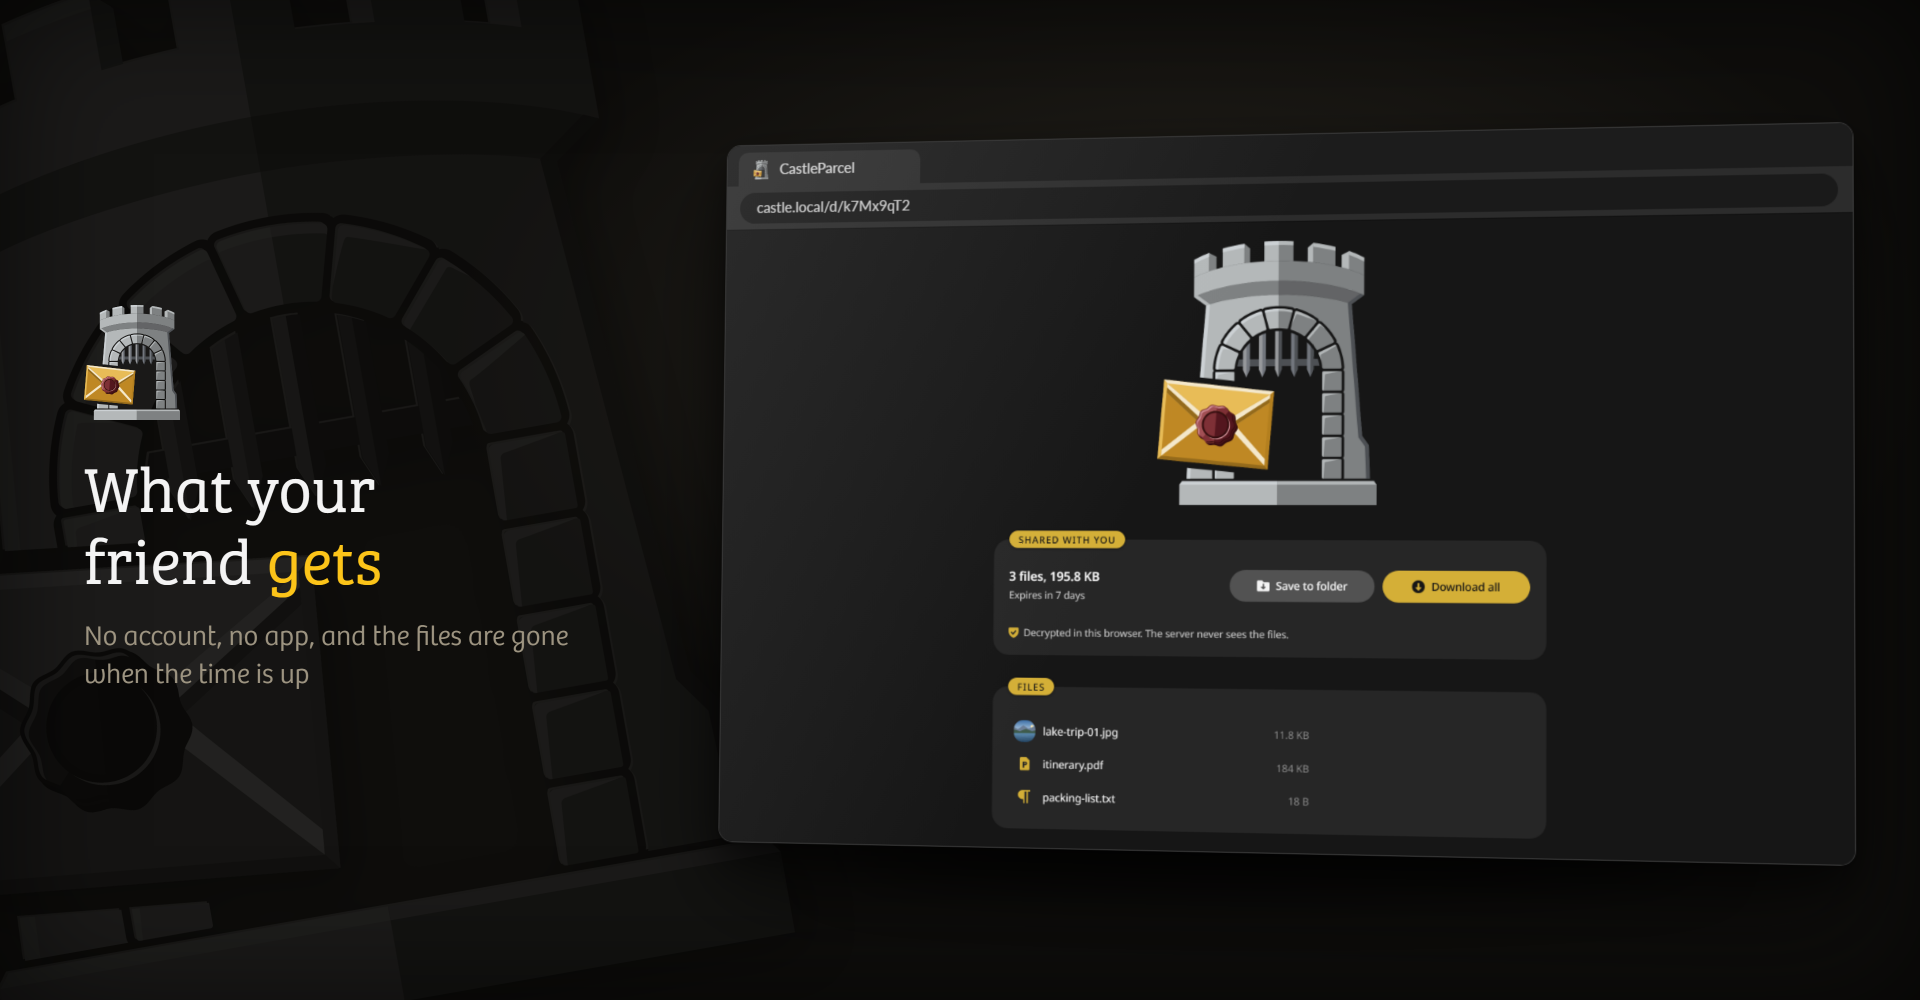 What your
friend gets
No account, no app, and the files are gone
when the time is up
CastleParcel
castle.local/d/k7Mx9qT2
SHARED WITH YOU
3 files, 195.8 KB
Expires in 7 days
Save to folder
Download all
Decrypted in this browser. The server never sees the files.
FILES
lake-trip-01.jpg 11.8 KB
itinerary.pdf 184 KB
packing-list.txt 18 B